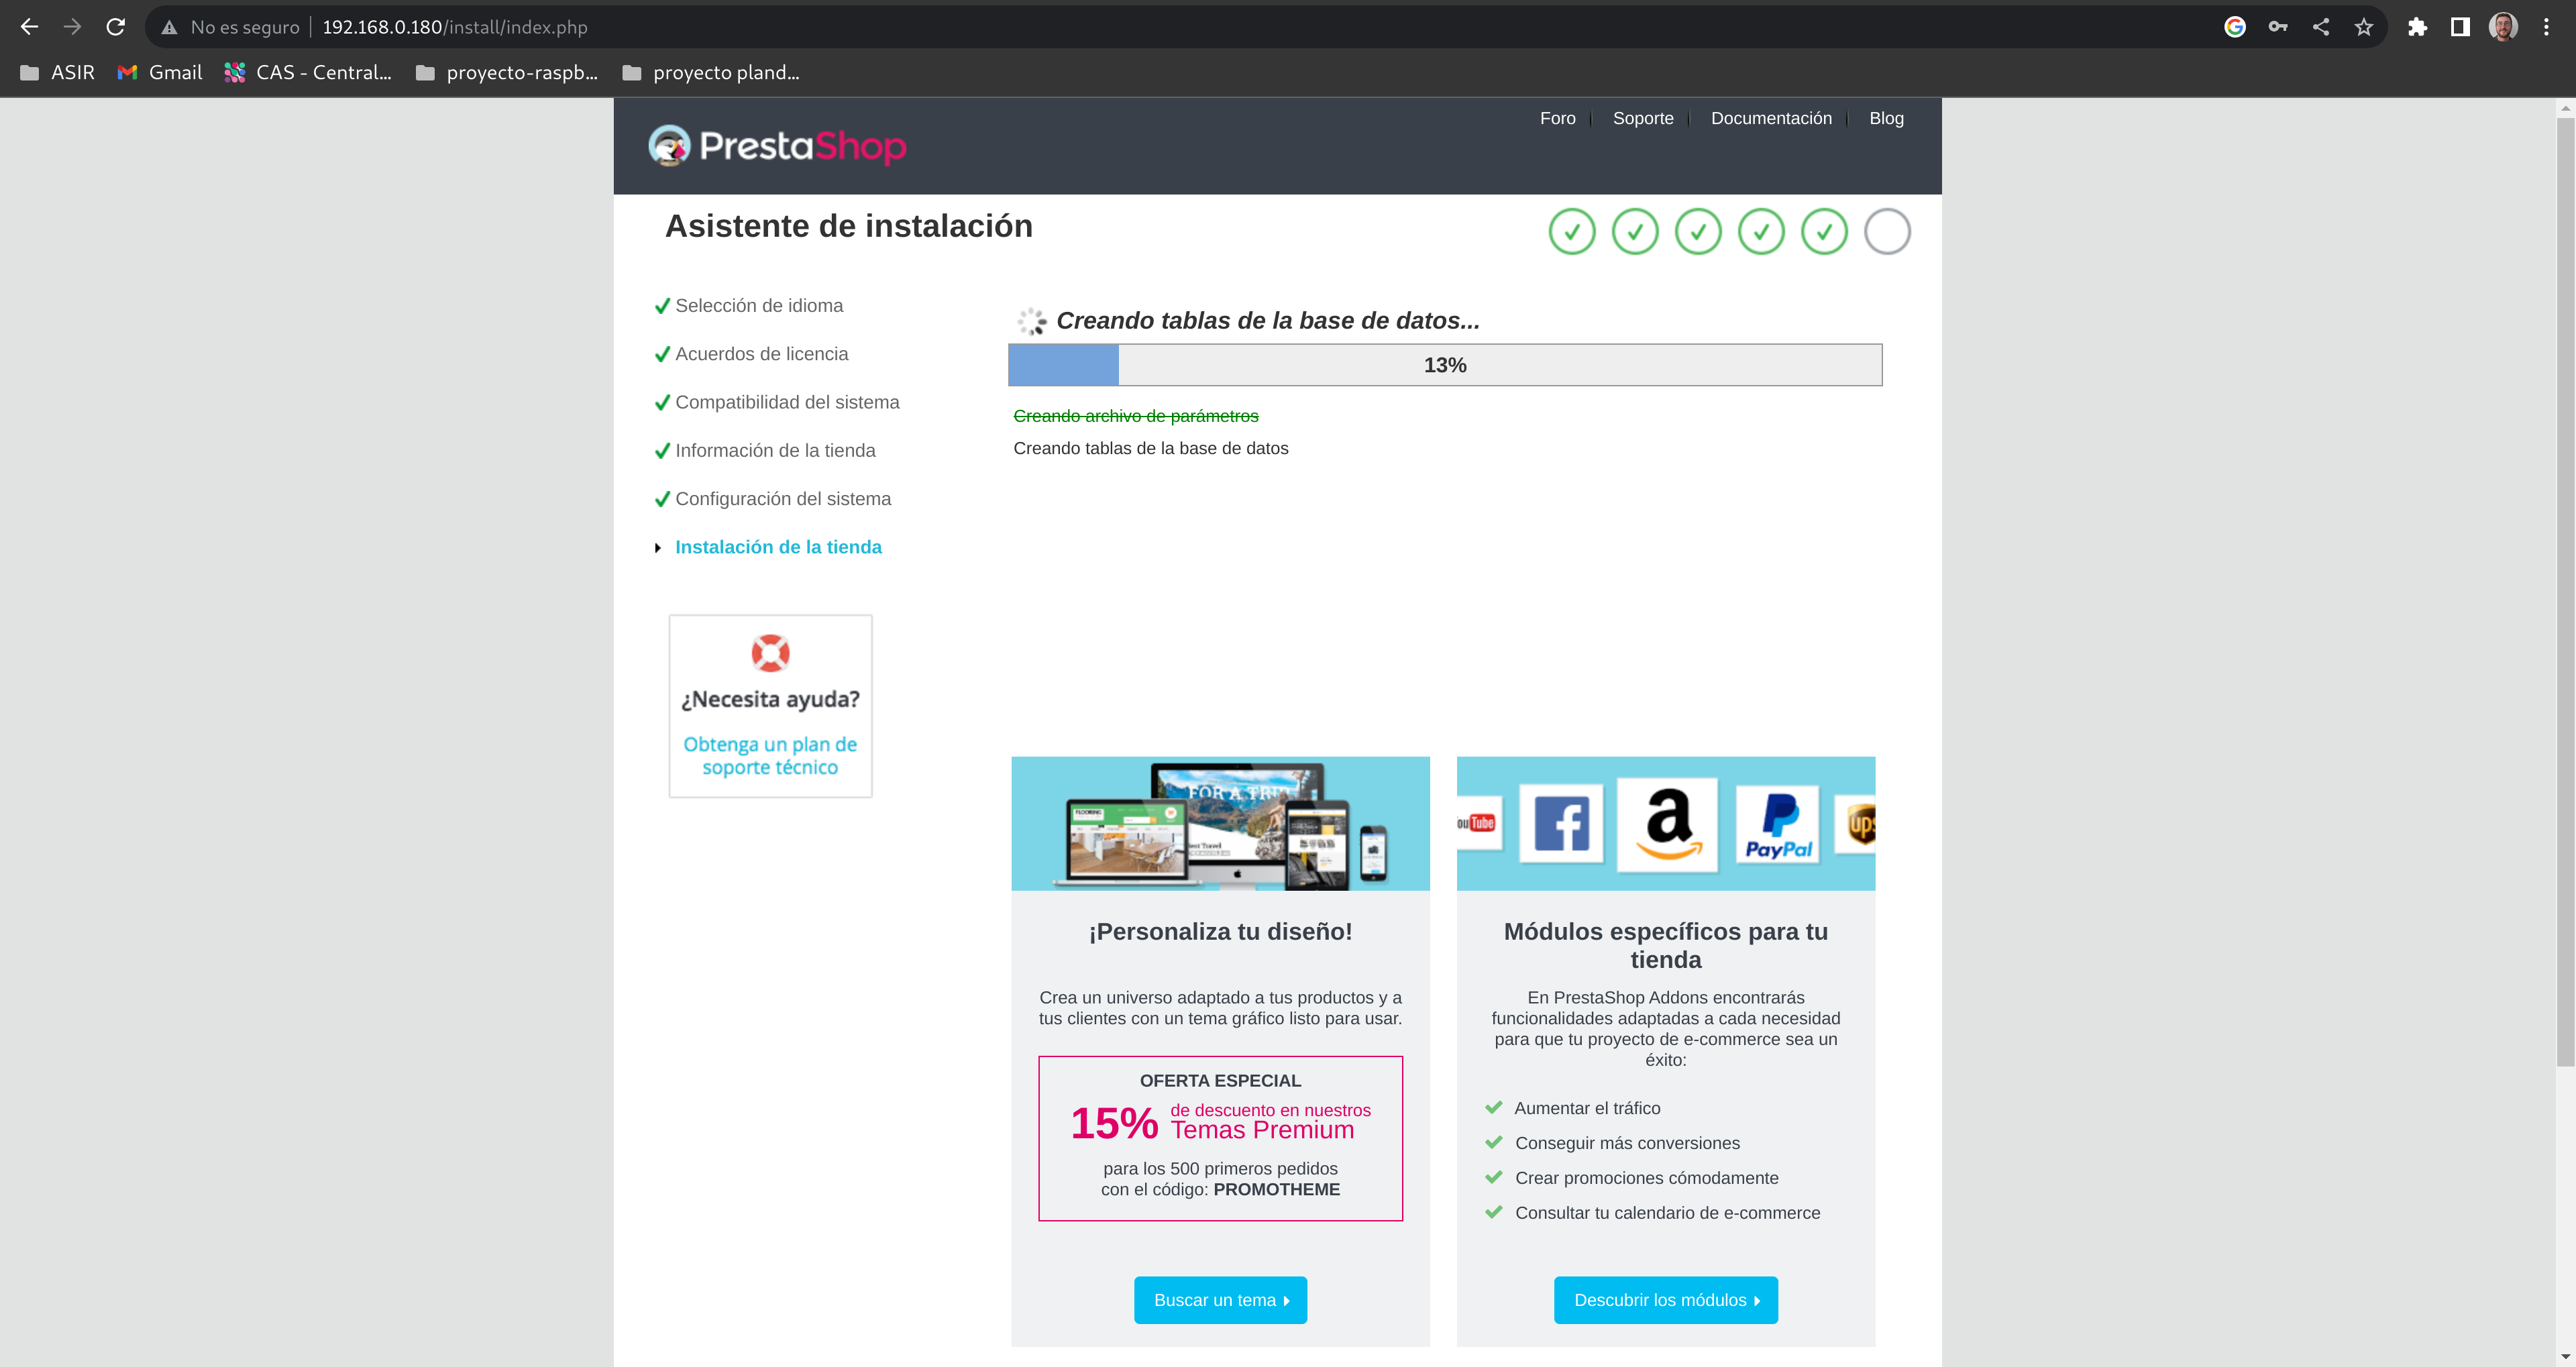 No es seguro 192.168.0.180/install/index.php
ASIR Gmail CAS - Central... proyecto-raspb... proyecto pland...
Foro Soporte Documentación Blog
PrestaShop
Asistente de instalación
Selección de idioma
Acuerdos de licencia
Compatibilidad del sistema
Información de la tienda
Configuración del sistema
Instalación de la tienda
¿Necesita ayuda?
Obtenga un plan de
soporte técnico
Creando tablas de la base de datos...
13%
Creando archivo de parámetros
Creando tablas de la base de datos
FOR A TRIP
FLOORING
¡Personaliza tu diseño!
Crea un universo adaptado a tus productos y a
tus clientes con un tema gráfico listo para usar.
OFERTA ESPECIAL
15% de descuento en nuestros
Temas Premium
para los 500 primeros pedidos
con el código: PROMOTHEME
Buscar un tema
ouTube
a
PayPal
ups
Módulos específicos para tu
tienda
En PrestaShop Addons encontrarás
funcionalidades adaptadas a cada necesidad
para que tu proyecto de e-commerce sea un
éxito:
Aumentar el tráfico
Conseguir más conversiones
Crear promociones cómodamente
Consultar tu calendario de e-commerce
Descubrir los módulos